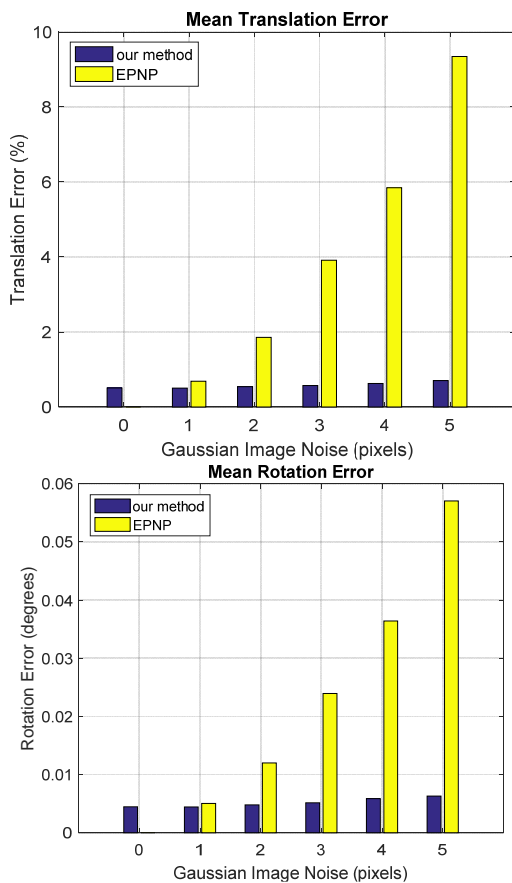 Mean Translation Error
our method
EPNP
10
8
6
4
2
0
Translation Error (%)
0 1 2 3 4 5
Gaussian Image Noise (pixels)
Mean Rotation Error
our method
EPNP
0.06
0.05
0.04
0.03
0.02
0.01
0
Rotation Error (degrees)
0 1 2 3 4 5
Gaussian Image Noise (pixels)